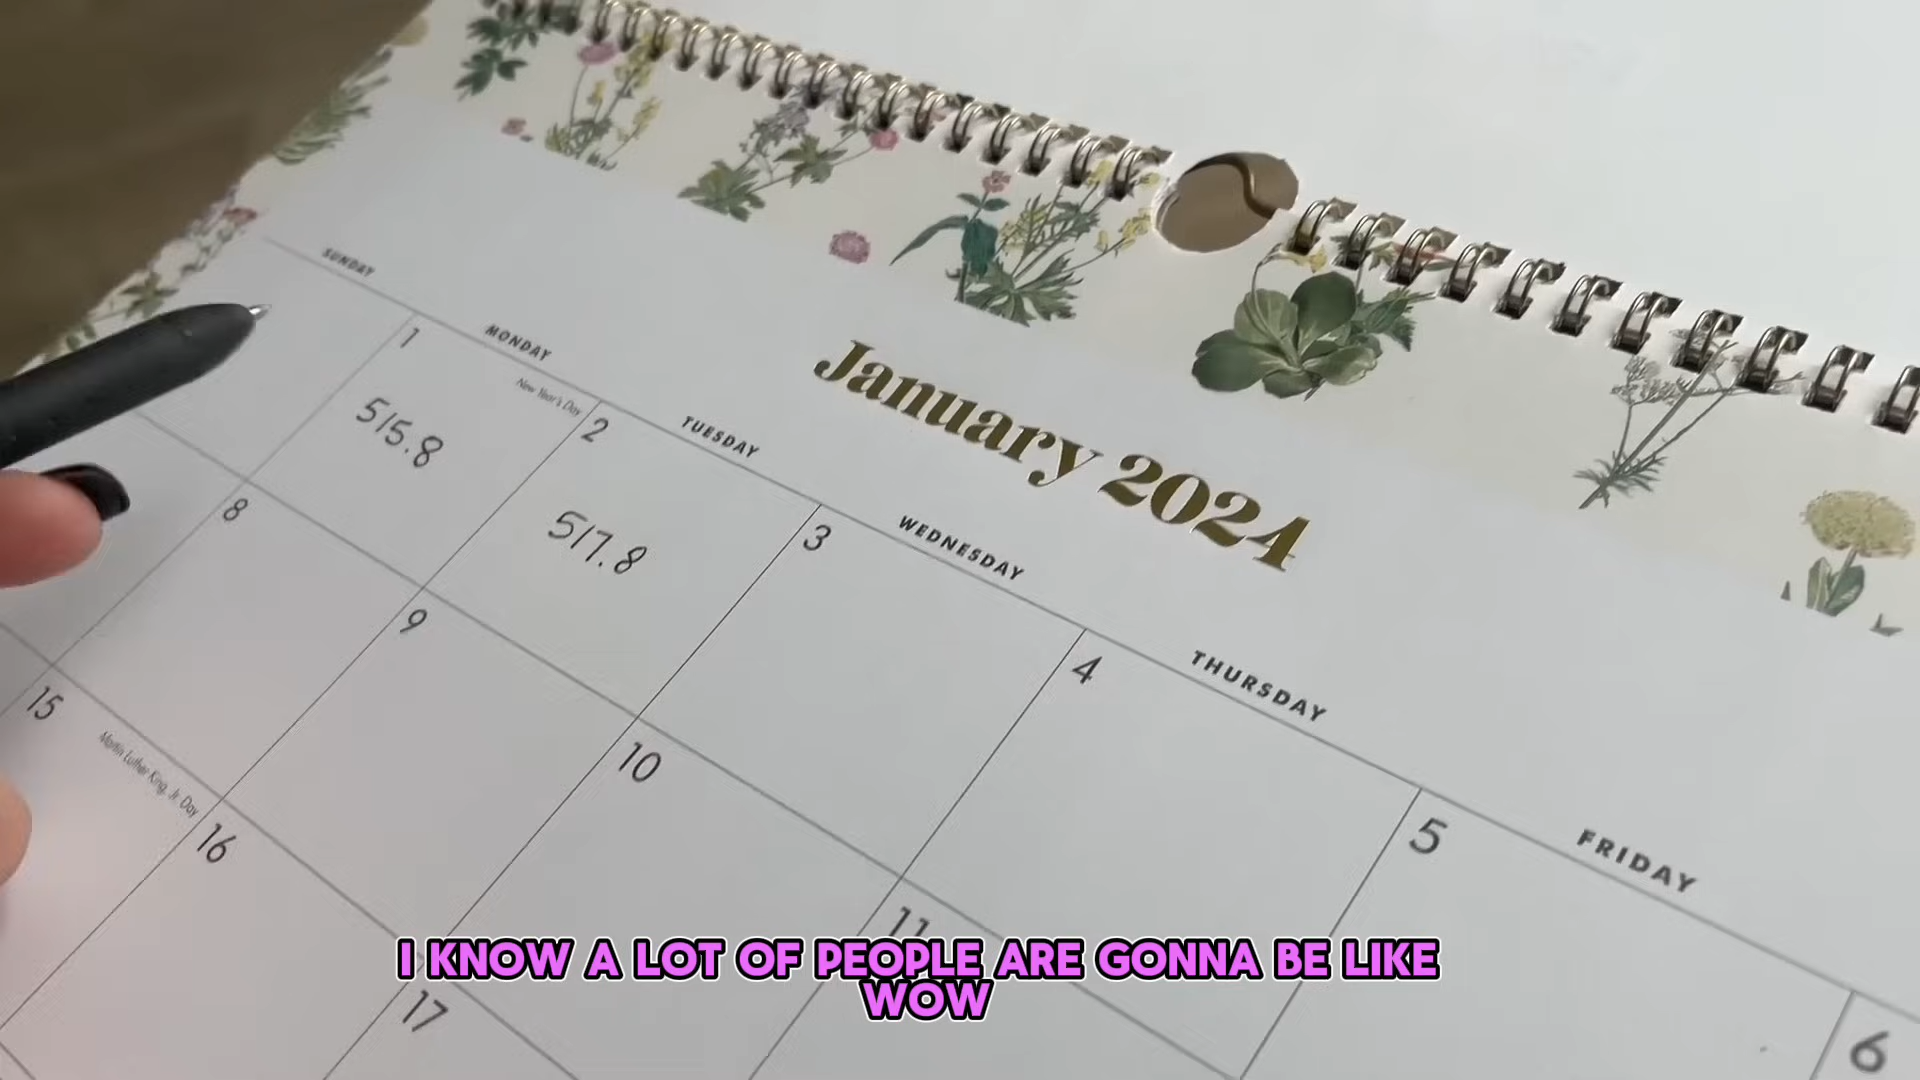 January 2024
SUNDAY
MONDAY
TUESDAY
WEDNESDAY
THURSDAY
FRIDAY
1
New Year's Day
515.8
2
517.8
3
4
5
6
8
9
10
11
15
Martin Luther King, Jr. Day
16
17
I KNOW A LOT OF PEOPLE ARE GONNA BE LIKE
WOW